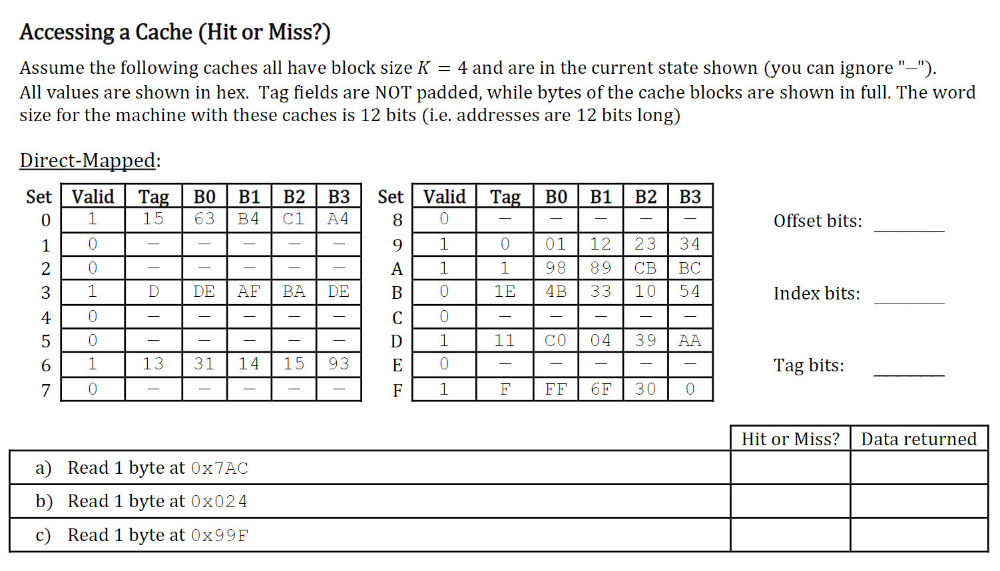 Accessing a Cache (Hit or Miss?)
Assume the following caches all have block size K = 4 and are in the current state shown (you can ignore "—").
All values are shown in hex. Tag fields are NOT padded, while bytes of the cache blocks are shown in full. The word
size for the machine with these caches is 12 bits (i.e. addresses are 12 bits long)
Direct-Mapped:
Set Valid Tag B0 B1 B2 B3 Set Valid Tag B0 B1 B2 B3
0 1 15 63 B4 C1 A4 8 0 — — — — — Offset bits: ______
1 0 — — — — — 9 1 0 01 12 23 34
2 0 — — — — — A 1 1 98 89 CB BC
3 1 D DE AF BA DE B 0 1E 4B 33 10 54 Index bits: ______
4 0 — — — — — C 0 — — — — —
5 0 — — — — — D 1 11 C0 04 39 AA
6 1 13 31 14 15 93 E 0 — — — — — Tag bits: ______
7 0 — — — — — F 1 F FF 6F 30 0
Hit or Miss? Data returned
a) Read 1 byte at 0x7AC
b) Read 1 byte at 0x024
c) Read 1 byte at 0x99F